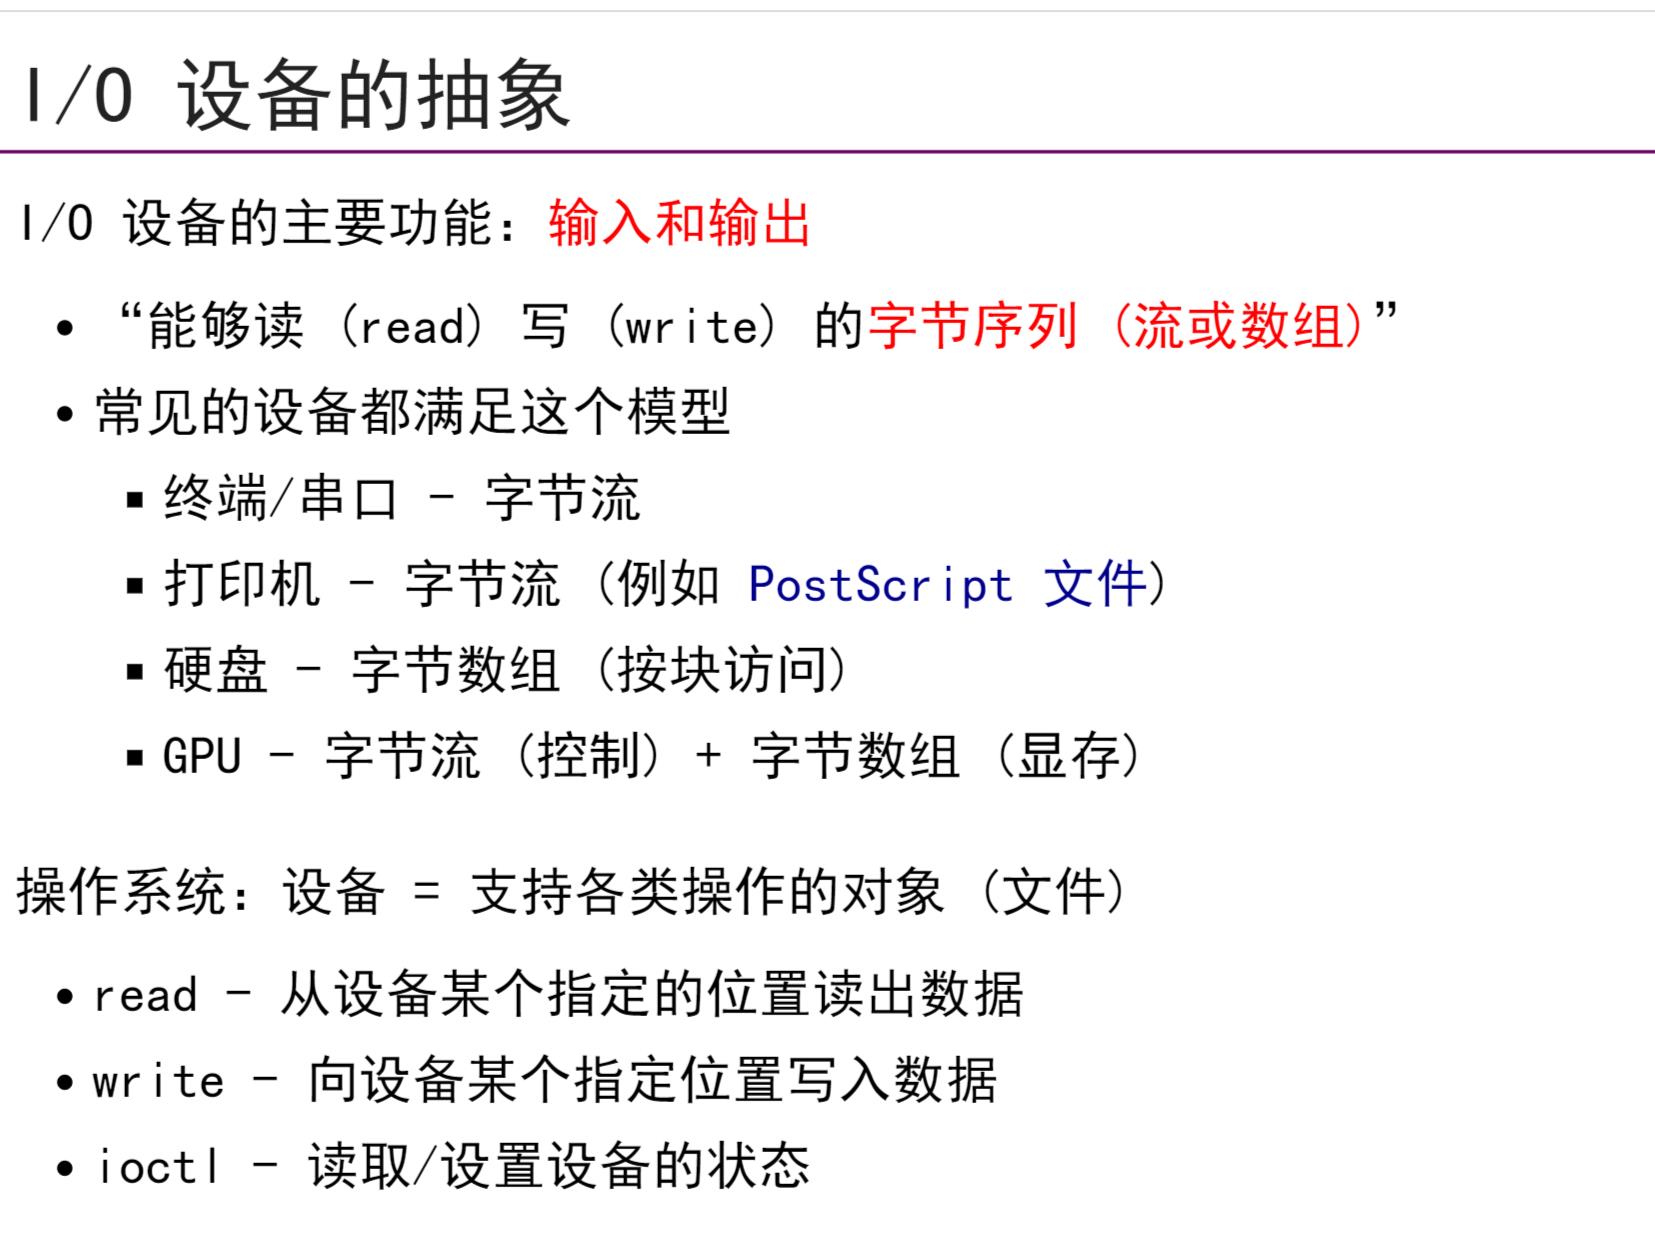 I/O 设备的抽象
I/O 设备的主要功能：输入和输出
• “能够读 (read) 写 (write) 的字节序列 (流或数组)”
• 常见的设备都满足这个模型
▪ 终端/串口 - 字节流
▪ 打印机 - 字节流 (例如 PostScript 文件)
▪ 硬盘 - 字节数组 (按块访问)
▪ GPU - 字节流 (控制) + 字节数组 (显存)
操作系统：设备 = 支持各类操作的对象 (文件)
• read - 从设备某个指定的位置读出数据
• write - 向设备某个指定位置写入数据
• ioctl - 读取/设置设备的状态